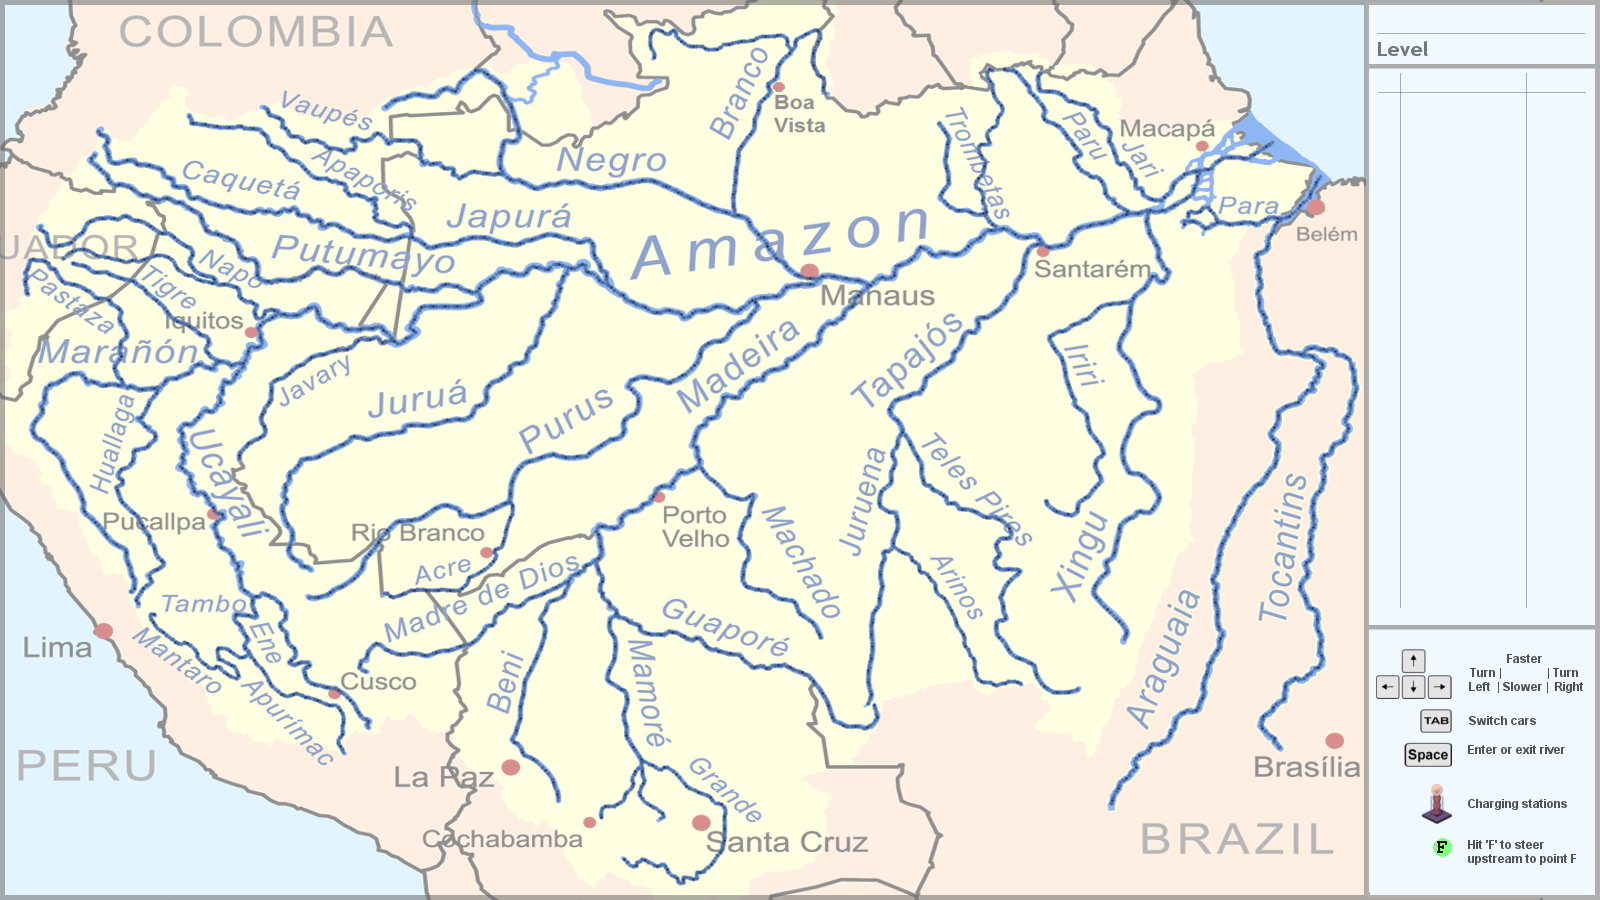 COLOMBIA
Vaupés
Branco
Boa
Vista
Negro
Trombetas
Paru
Jari
Macapá
Apaporis
Caquetá
Japurá
Amazon
Para
Belém
UADOR
Putumayo
Napo
Tigre
Pastaza
Iquitos
Manaus
Santarém
Marañón
Javary
Juruá
Purus
Madeira
Tapajós
Iriri
Huallaga
Ucayali
Pucallpa
Rio Branco
Acre
Madre de Dios
Porto
Velho
Machado
Juruena
Teles Pires
Arinos
Xingu
Araguaia
Tocantins
Tambo
Ene
Mantaro
Apurímac
Lima
Cusco
Guaporé
Beni
Mamoré
Grande
PERU
La Paz
Cochabamba
Santa Cruz
Brasília
BRAZIL
Level
Faster
Turn | | Turn
Left | Slower | Right
TAB Switch cars
Space Enter or exit river
Charging stations
F Hit 'F' to steer
upstream to point F